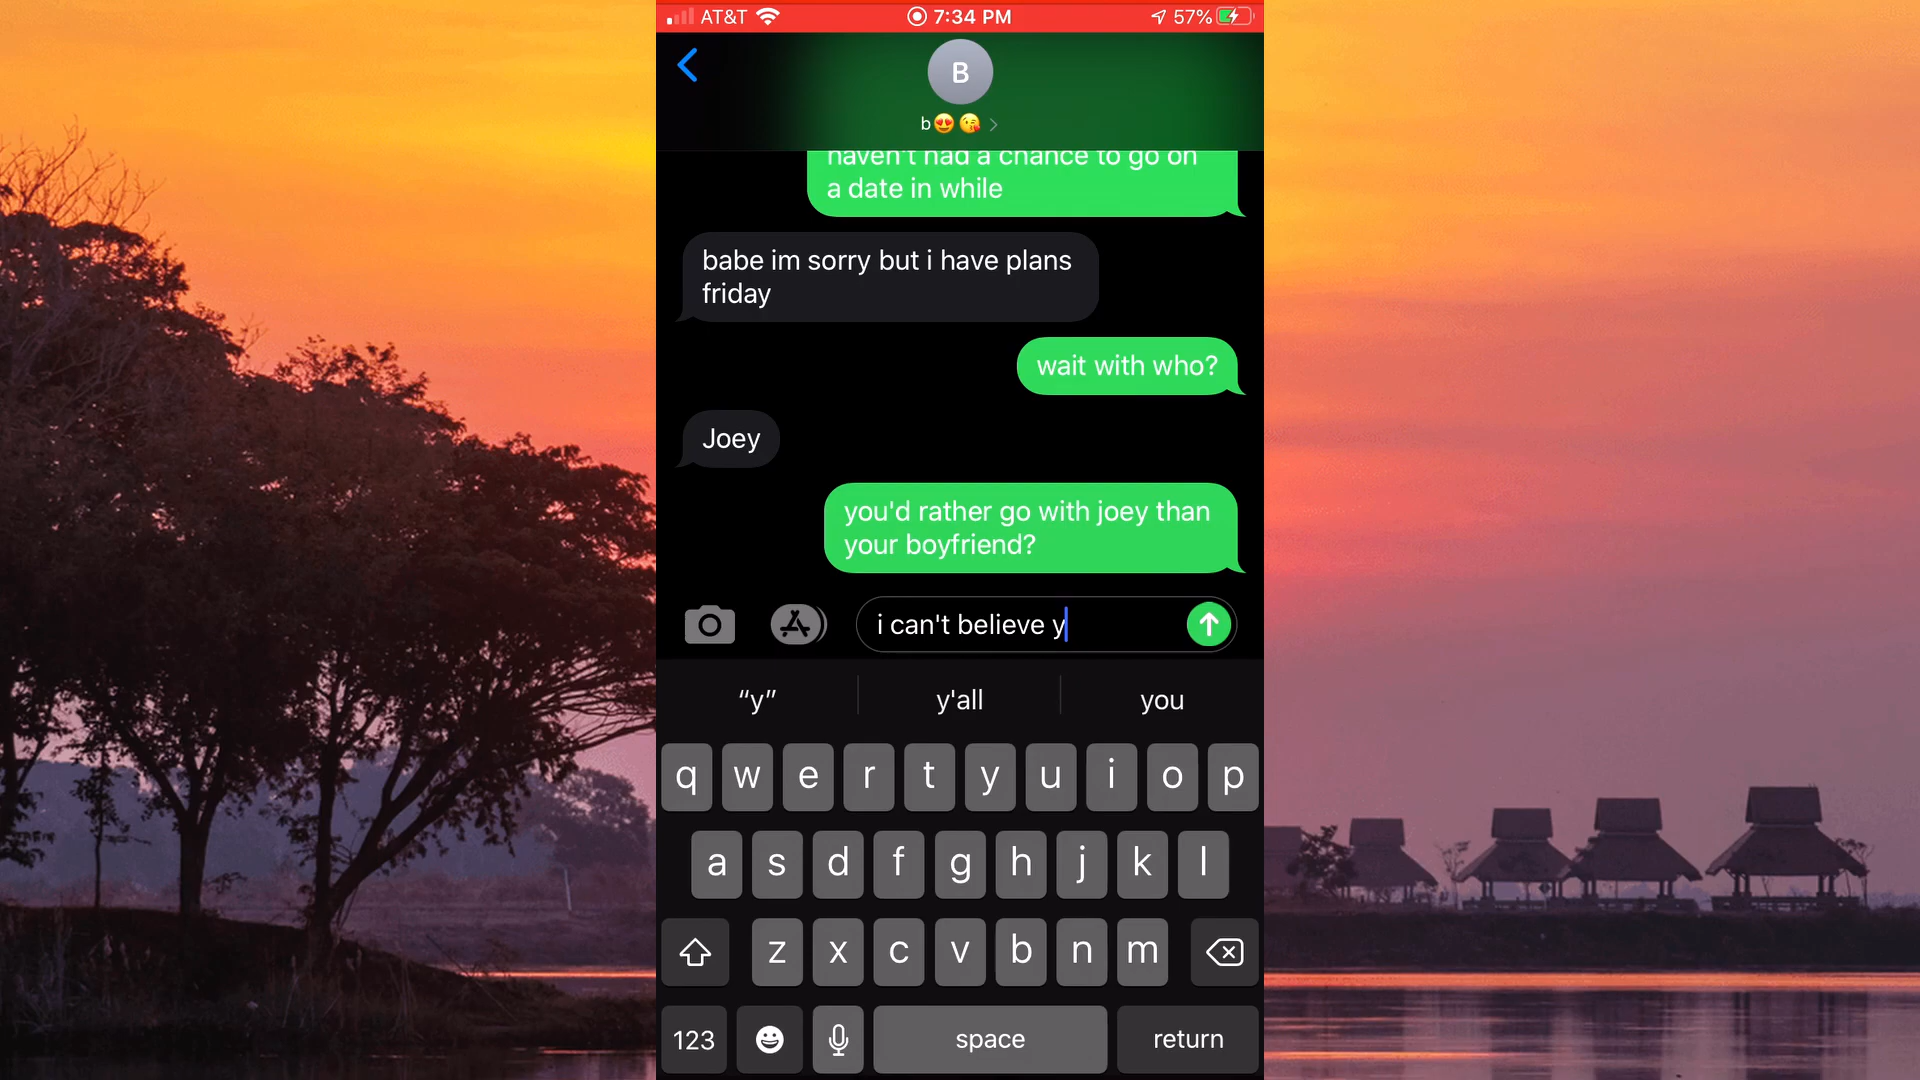 AT&T 7:34 PM 57%
B
b😍😘
haven't had a chance to go on
a date in while
babe im sorry but i have plans
friday
wait with who?
Joey
you'd rather go with joey than
your boyfriend?
i can't believe y
“y” y'all you
q w e r t y u i o p
a s d f g h j k l
z x c v b n m
123 space return